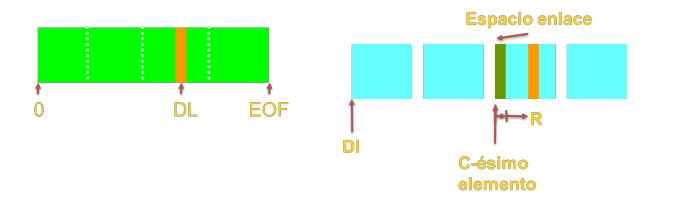 0
DL
EOF
Espacio enlace
R
DI
C-ésimo
elemento